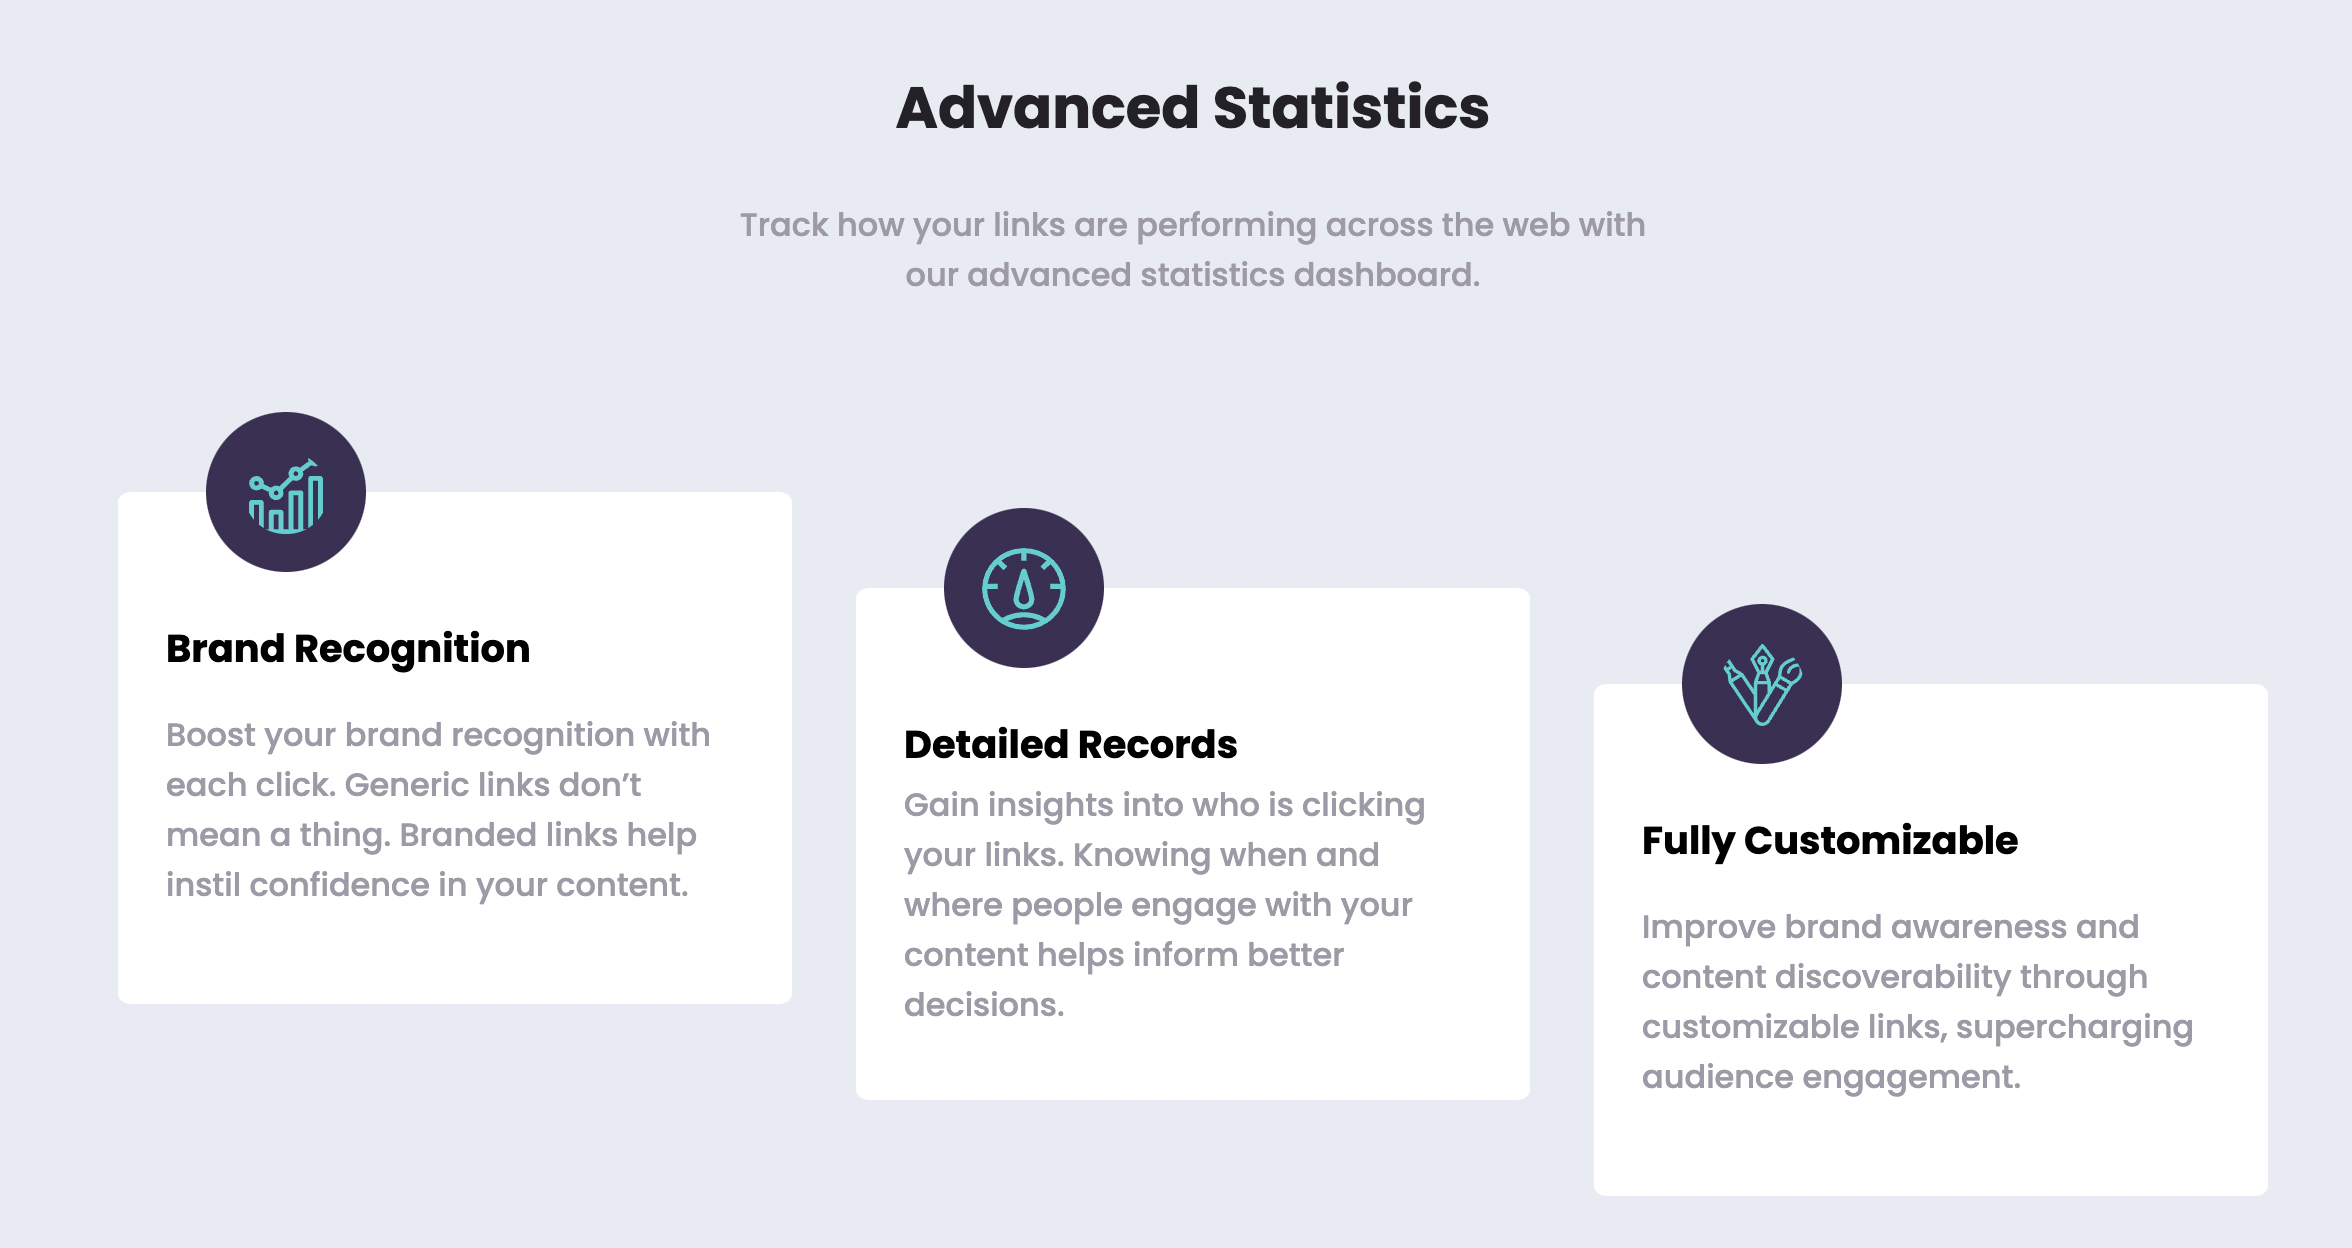 Advanced Statistics
Track how your links are performing across the web with
our advanced statistics dashboard.
Brand Recognition
Boost your brand recognition with
each click. Generic links don’t
mean a thing. Branded links help
instil confidence in your content.
Detailed Records
Gain insights into who is clicking
your links. Knowing when and
where people engage with your
content helps inform better
decisions.
Fully Customizable
Improve brand awareness and
content discoverability through
customizable links, supercharging
audience engagement.